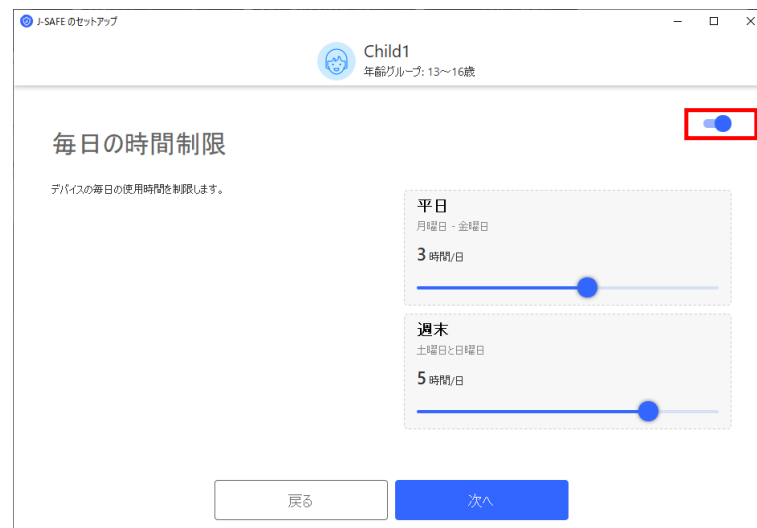 J-SAFE のセットアップ
Child1
年齢グループ: 13～16歳
毎日の時間制限
デバイスの毎日の使用時間を制限します。
平日
月曜日 - 金曜日
3 時間/日
週末
土曜日と日曜日
5 時間/日
戻る
次へ